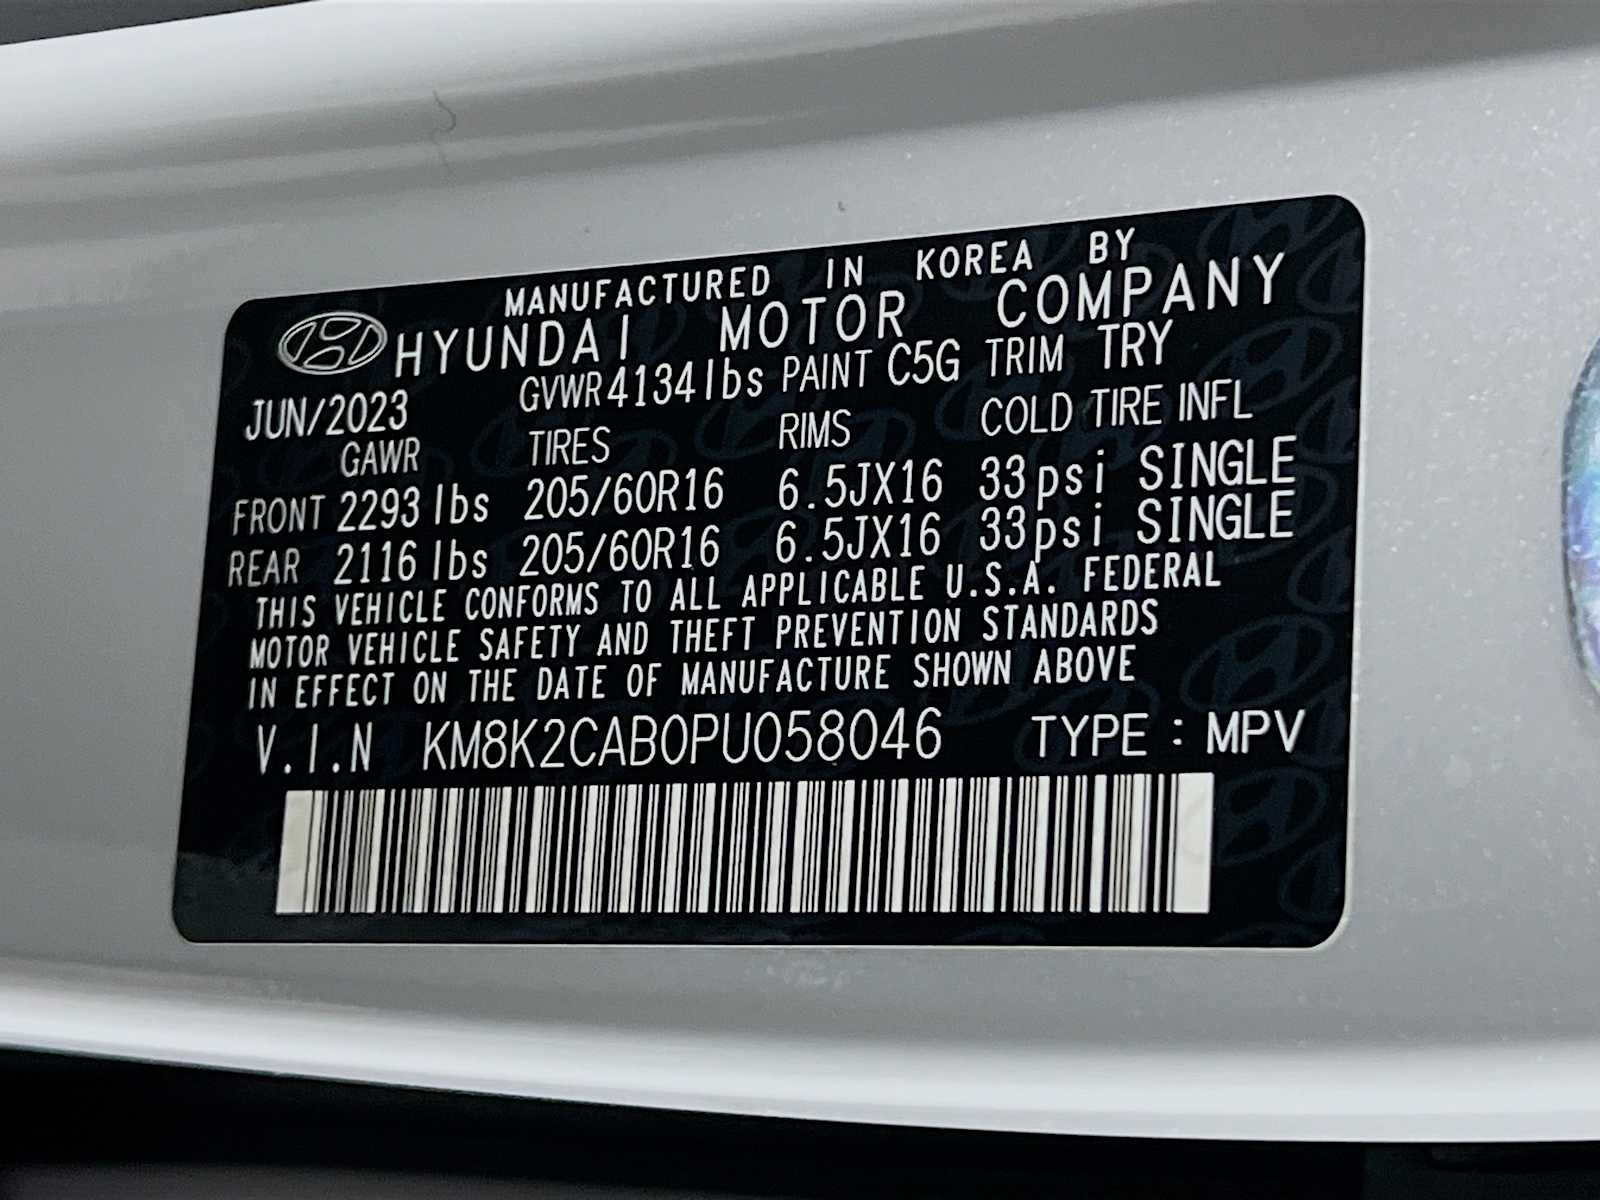 MANUFACTURED IN KOREA BY
HYUNDAI MOTOR COMPANY
JUN/2023 GVWR 4134lbs PAINT C5G TRIM TRY
GAWR TIRES RIMS COLD TIRE INFL
FRONT 2293 lbs 205/60R16 6.5JX16 33psi SINGLE
REAR 2116 lbs 205/60R16 6.5JX16 33psi SINGLE
THIS VEHICLE CONFORMS TO ALL APPLICABLE U.S.A. FEDERAL
MOTOR VEHICLE SAFETY AND THEFT PREVENTION STANDARDS
IN EFFECT ON THE DATE OF MANUFACTURE SHOWN ABOVE
V.I.N KM8K2CAB0PU058046 TYPE : MPV